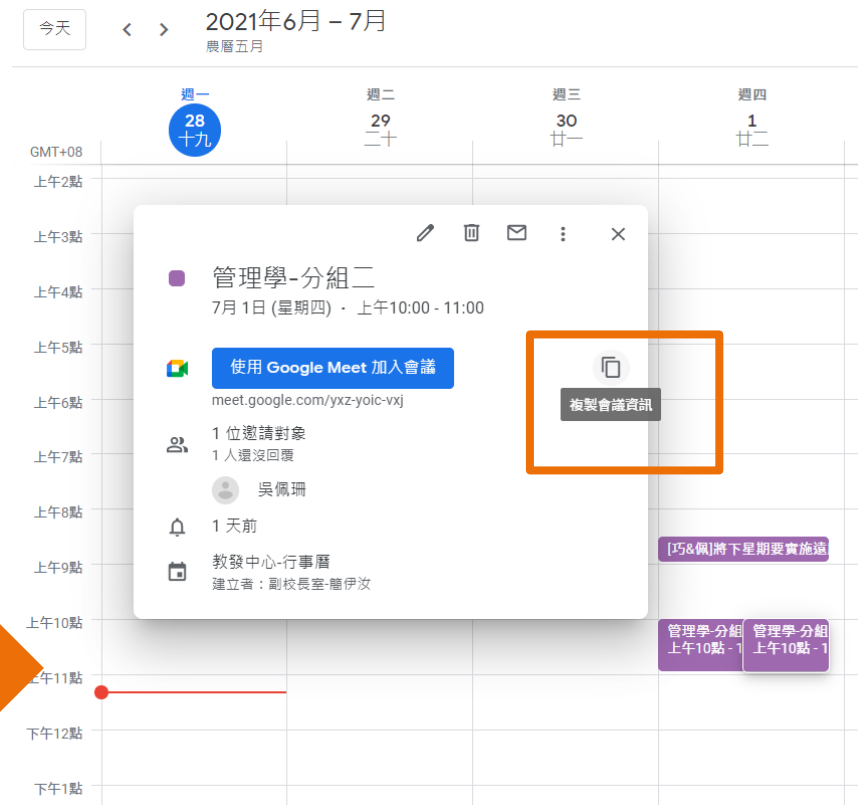 今天
2021年6月 – 7月
農曆五月
週一
28
十九
週二
29
二十
週三
30
廿一
週四
1
廿二
GMT+08
上午2點
上午3點
上午4點
上午5點
上午6點
上午7點
上午8點
上午9點
上午10點
上午11點
下午12點
下午1點
管理學-分組二
7月 1日 (星期四) · 上午10:00 - 11:00
使用 Google Meet 加入會議
meet.google.com/yxz-yoic-vxj
複製會議資訊
1 位邀請對象
1 人還沒回覆
吳佩珊
1 天前
教發中心-行事曆
建立者：副校長室-簡伊汝
[巧&佩]將下星期要實施遠
管理學-分組
上午10點 - 1
管理學-分組
上午10點 - 1